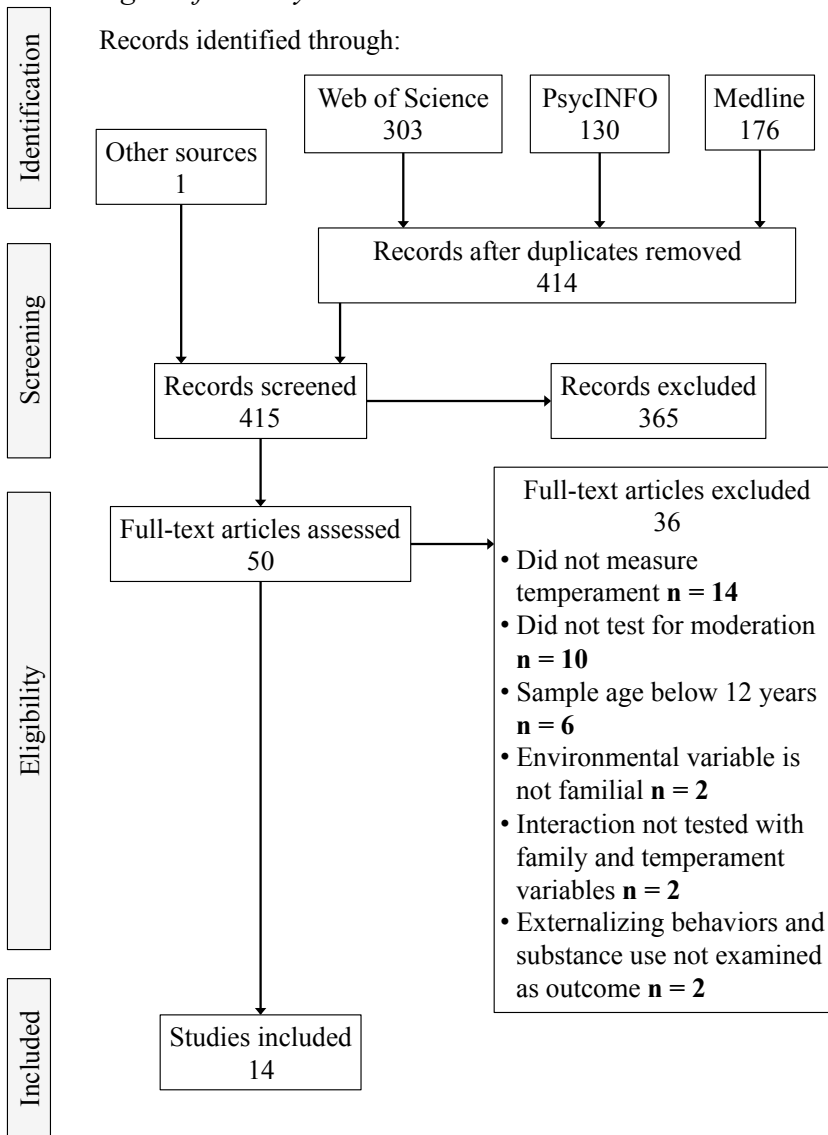 Identification
Records identified through:
Web of Science
303
PsycINFO
130
Medline
176
Other sources
1
Screening
Records after duplicates removed
414
Records screened
415
Records excluded
365
Eligibility
Full-text articles assessed
50
Full-text articles excluded
36
• Did not measure
temperament n = 14
• Did not test for moderation
n = 10
• Sample age below 12 years
n = 6
• Environmental variable is
not familial n = 2
• Interaction not tested with
family and temperament
variables n = 2
• Externalizing behaviors and
substance use not examined
as outcome n = 2
Included
Studies included
14